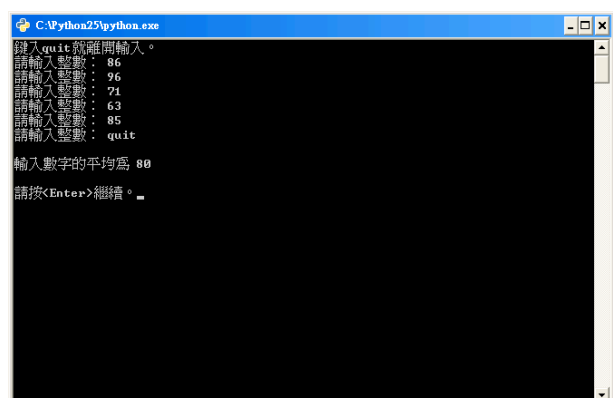 C:\Python25\python.exe
鍵入quit就離開輸入。
請輸入整數： 86
請輸入整數： 96
請輸入整數： 71
請輸入整數： 63
請輸入整數： 85
請輸入整數： quit
輸入數字的平均為 80
請按<Enter>繼續。